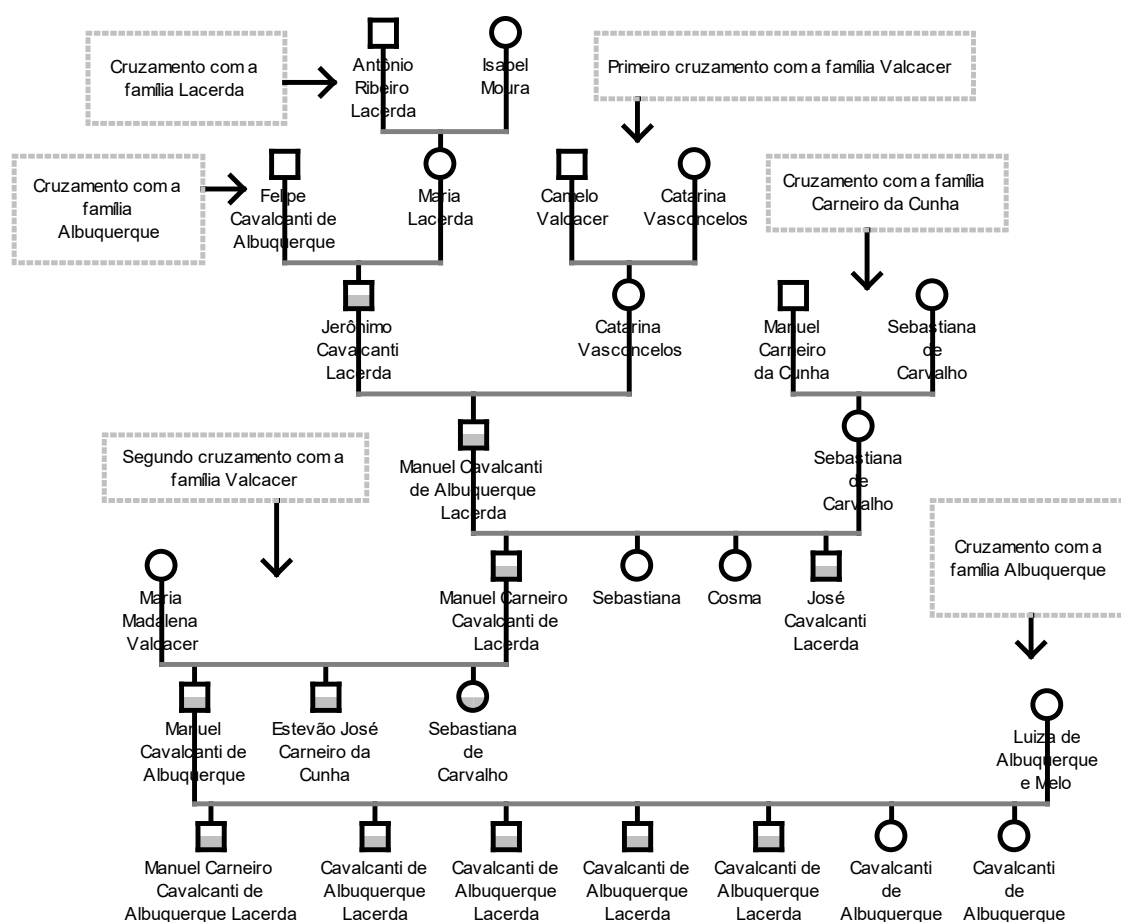 Cruzamento com a
família Lacerda
Antônio
Ribeiro
Lacerda
Isabel
Moura
Primeiro cruzamento com a família Valcacer
Cruzamento com a
família
Albuquerque
Felipe
Cavalcanti de
Albuquerque
Maria
Lacerda
Camelo
Valcacer
Catarina
Vasconcelos
Cruzamento com a família
Carneiro da Cunha
Jerônimo
Cavalcanti
Lacerda
Catarina
Vasconcelos
Manuel
Carneiro
da Cunha
Sebastiana
de
Carvalho
Segundo cruzamento com a
família Valcacer
Manuel Cavalcanti
de Albuquerque
Lacerda
Sebastiana
de
Carvalho
Cruzamento com a
família Albuquerque
Maria
Madalena
Valcacer
Manuel Carneiro
Cavalcanti de
Lacerda
Sebastiana
Cosma
José
Cavalcanti
Lacerda
Manuel
Cavalcanti de
Albuquerque
Estevão José
Carneiro da
Cunha
Sebastiana
de
Carvalho
Luiza de
Albuquerque
e Melo
Manuel Carneiro
Cavalcanti de
Albuquerque Lacerda
Cavalcanti de
Albuquerque
Lacerda
Cavalcanti de
Albuquerque
Lacerda
Cavalcanti de
Albuquerque
Lacerda
Cavalcanti de
Albuquerque
Lacerda
Cavalcanti
de
Albuquerque
Cavalcanti
de
Albuquerque